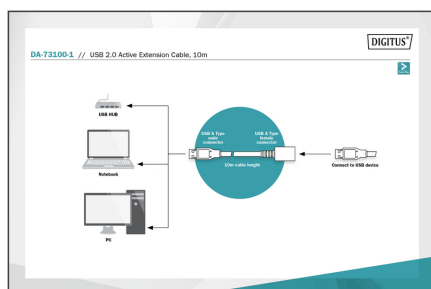 DIGITUS®
DA-73100-1 // USB 2.0 Active Extension Cable, 10m
USB HUB
USB A Type
male
connector
USB A Type
female
connector
10m cable length
Notebook
Connect to USB device
PC